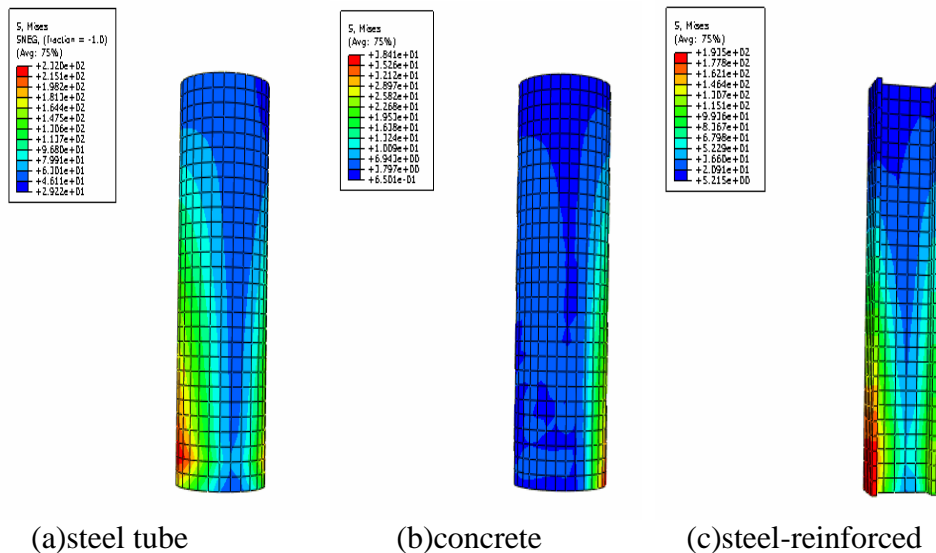 S, Mises
SNEG, (fraction = -1.0)
(Avg: 75%)
+2.320e+02
+2.151e+02
+1.982e+02
+1.813e+02
+1.644e+02
+1.475e+02
+1.306e+02
+1.137e+02
+9.680e+01
+7.991e+01
+6.301e+01
+4.611e+01
+2.922e+01
S, Mises
(Avg: 75%)
+3.841e+01
+3.526e+01
+3.212e+01
+2.897e+01
+2.582e+01
+2.268e+01
+1.953e+01
+1.638e+01
+1.324e+01
+1.009e+01
+6.943e+00
+3.797e+00
+6.501e-01
S, Mises
(Avg: 75%)
+1.935e+02
+1.778e+02
+1.621e+02
+1.464e+02
+1.307e+02
+1.151e+02
+9.936e+01
+8.367e+01
+6.798e+01
+5.229e+01
+3.660e+01
+2.091e+01
+5.215e+00
(a)steel tube
(b)concrete
(c)steel-reinforced